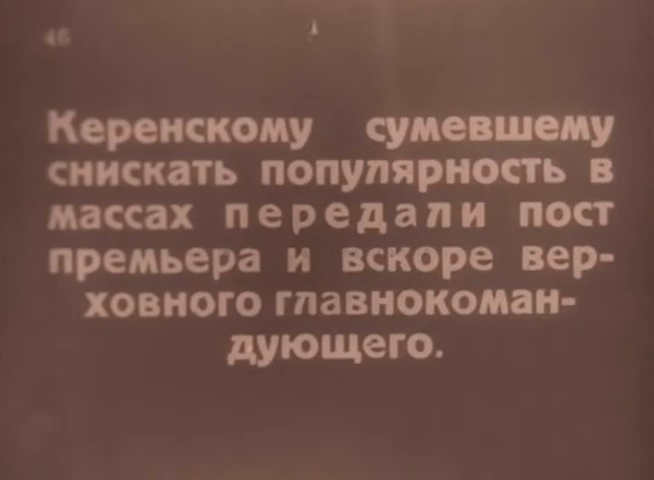 46
Керенскому сумевшему
снискать популярность в
массах передали пост
премьера и вскоре вер-
ховного главнокоман-
дующего.